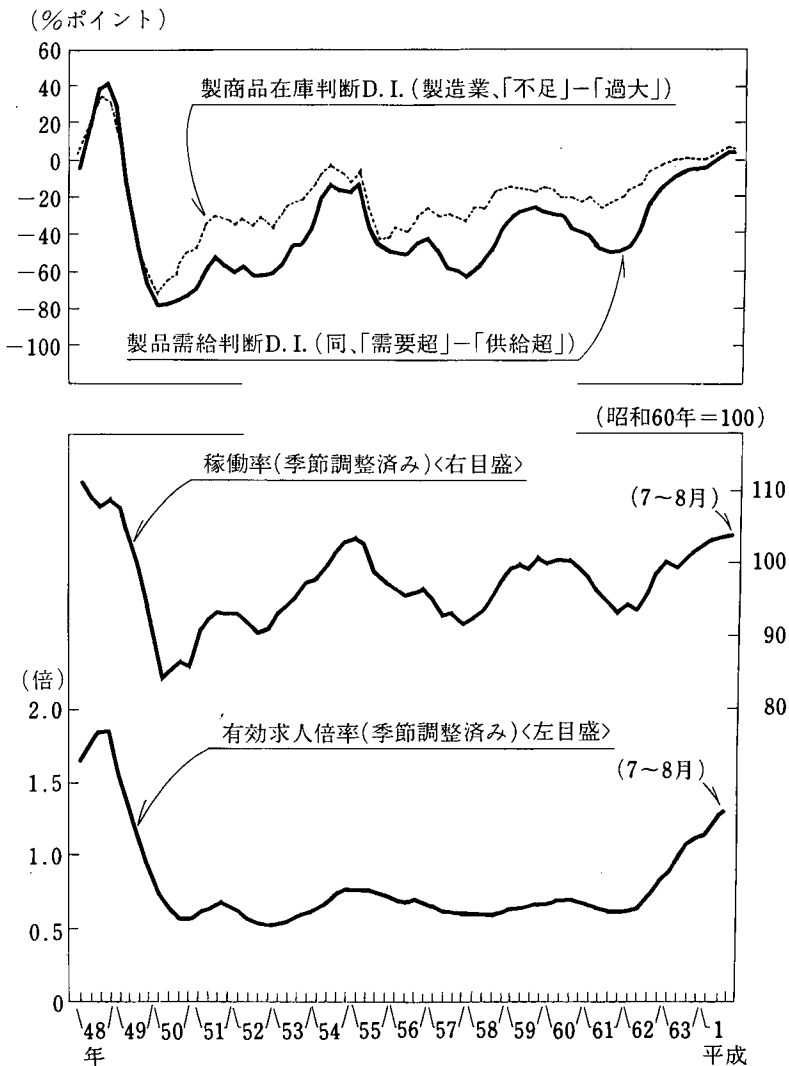 (％ポイント)
60
40
20
0
−20
−40
−60
−80
−100
製商品在庫判断D.I.(製造業、「不足」−「過大」)
製品需給判断D.I.(同、「需要超」−「供給超」)
(昭和60年＝100)
稼働率(季節調整済み)〈右目盛〉
(7〜8月)
110
100
90
80
(倍)
2.0
1.5
1.0
0.5
0
有効求人倍率(季節調整済み)〈左目盛〉
(7〜8月)
48 49 50 51 52 53 54 55 56 57 58 59 60 61 62 63 1
年 平成